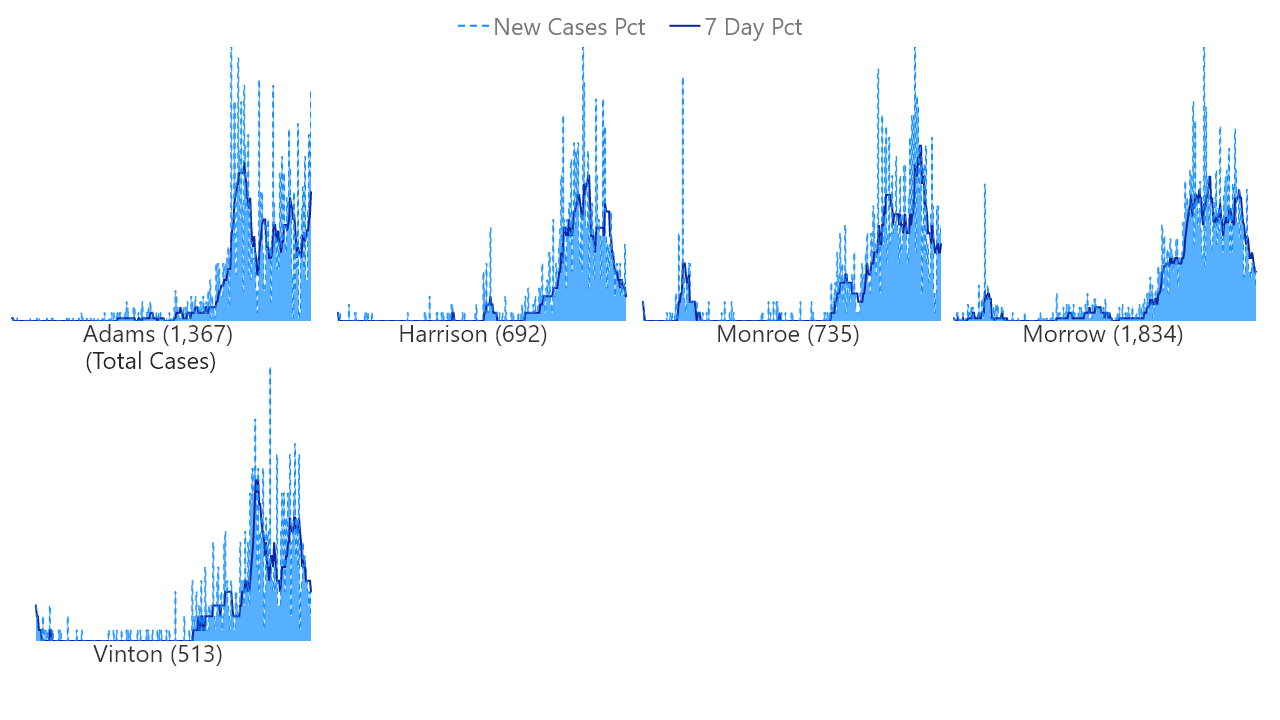 New Cases Pct 7 Day Pct
Adams (1,367) Harrison (692) Monroe (735) Morrow (1,834)
(Total Cases)
Vinton (513)